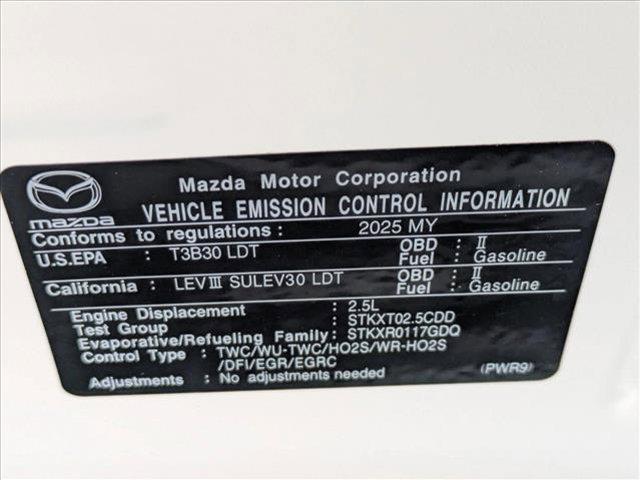 Mazda Motor Corporation
mazda
VEHICLE EMISSION CONTROL INFORMATION
Conforms to regulations : 2025 MY
U.S.EPA : T3B30 LDT OBD : II
Fuel : Gasoline
California : LEVIII SULEV30 LDT OBD : II
Fuel : Gasoline
Engine Displacement : 2.5L
Test Group : STKXT02.5CDD
Evaporative/Refueling Family: STKXR0117GDQ
Control Type : TWC/WU-TWC/HO2S/WR-HO2S
/DFI/EGR/EGRC
Adjustments : No adjustments needed
(PWR9)